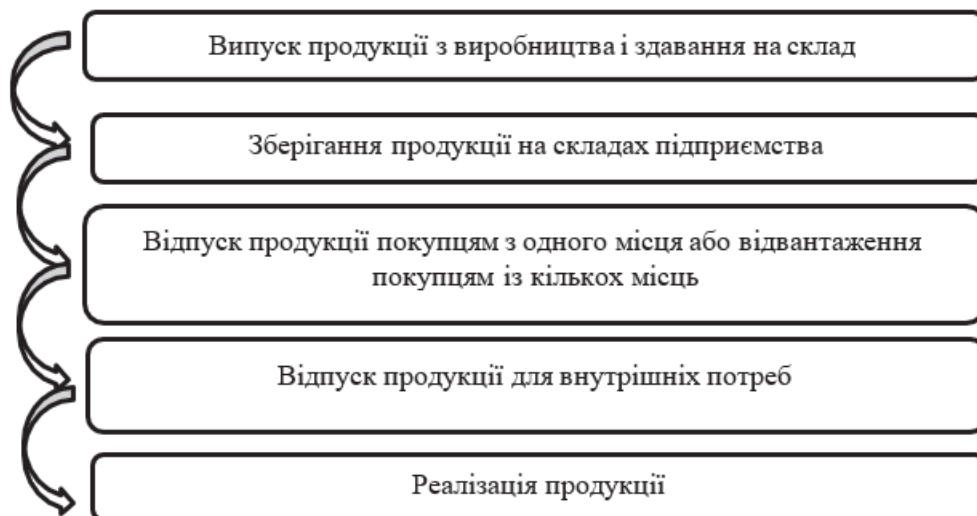 Випуск продукції з виробництва і здавання на склад
Зберігання продукції на складах підприємства
Відпуск продукції покупцям з одного місця або відвантаження
покупцям із кількох місць
Відпуск продукції для внутрішніх потреб
Реалізація продукції